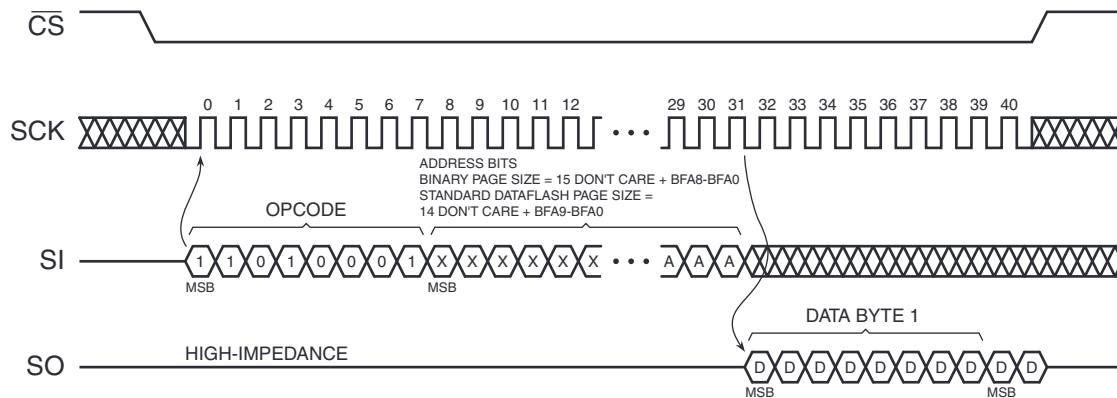 CS
SCK
0 1 2 3 4 5 6 7 8 9 10 11 12 29 30 31 32 33 34 35 36 37 38 39 40
ADDRESS BITS
BINARY PAGE SIZE = 15 DON'T CARE + BFA8-BFA0
STANDARD DATAFLASH PAGE SIZE =
14 DON'T CARE + BFA9-BFA0
OPCODE
SI
1 1 0 1 0 0 0 1 X X X X X X • • • A A A
MSB MSB
DATA BYTE 1
SO
HIGH-IMPEDANCE
D D D D D D D D D D
MSB MSB